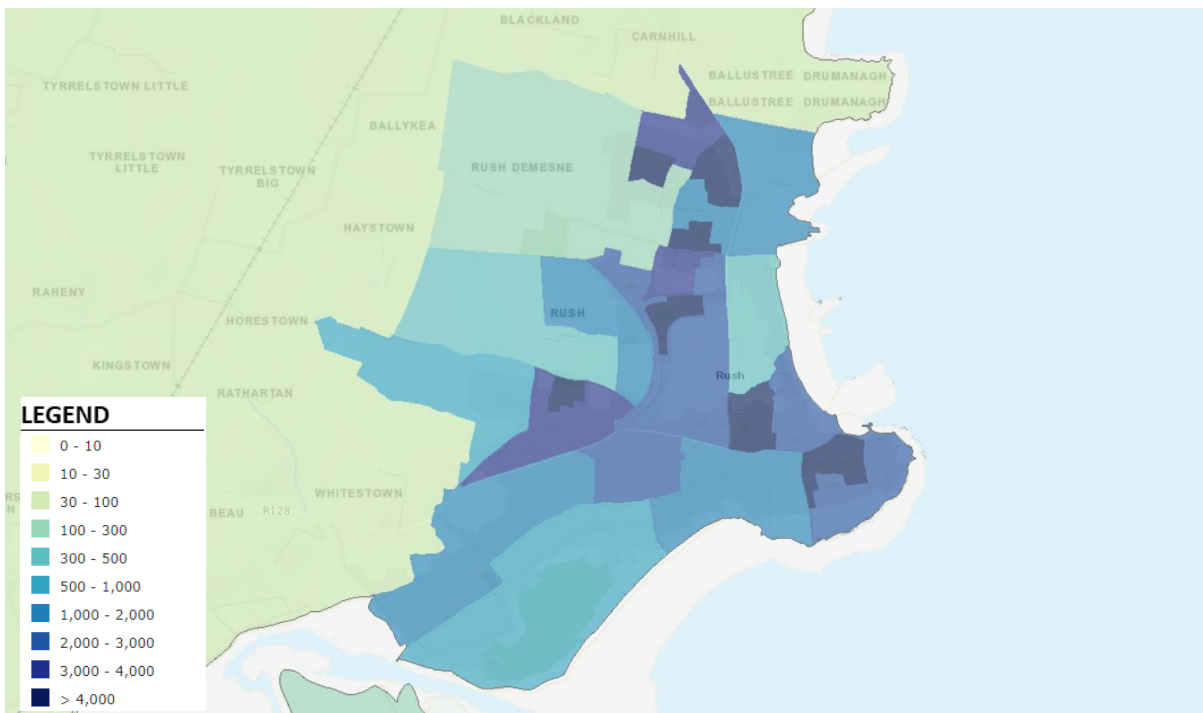 BLACKLAND
CARNHILL
TYRRELSTOWN LITTLE
BALLUSTREE DRUMANAGH
BALLUSTREE DRUMANAGH
BALLYKEA
TYRRELSTOWN
LITTLE
TYRRELSTOWN
BIG
RUSH DEMESNE
HAYSTOWN
RAHENY
HORESTOWN
RUSH
KINGSTOWN
Rush
RATHARTAN
LEGEND
0 - 10
10 - 30
30 - 100
100 - 300
300 - 500
500 - 1,000
1,000 - 2,000
2,000 - 3,000
3,000 - 4,000
> 4,000
WHITESTOWN
BEAU
R128